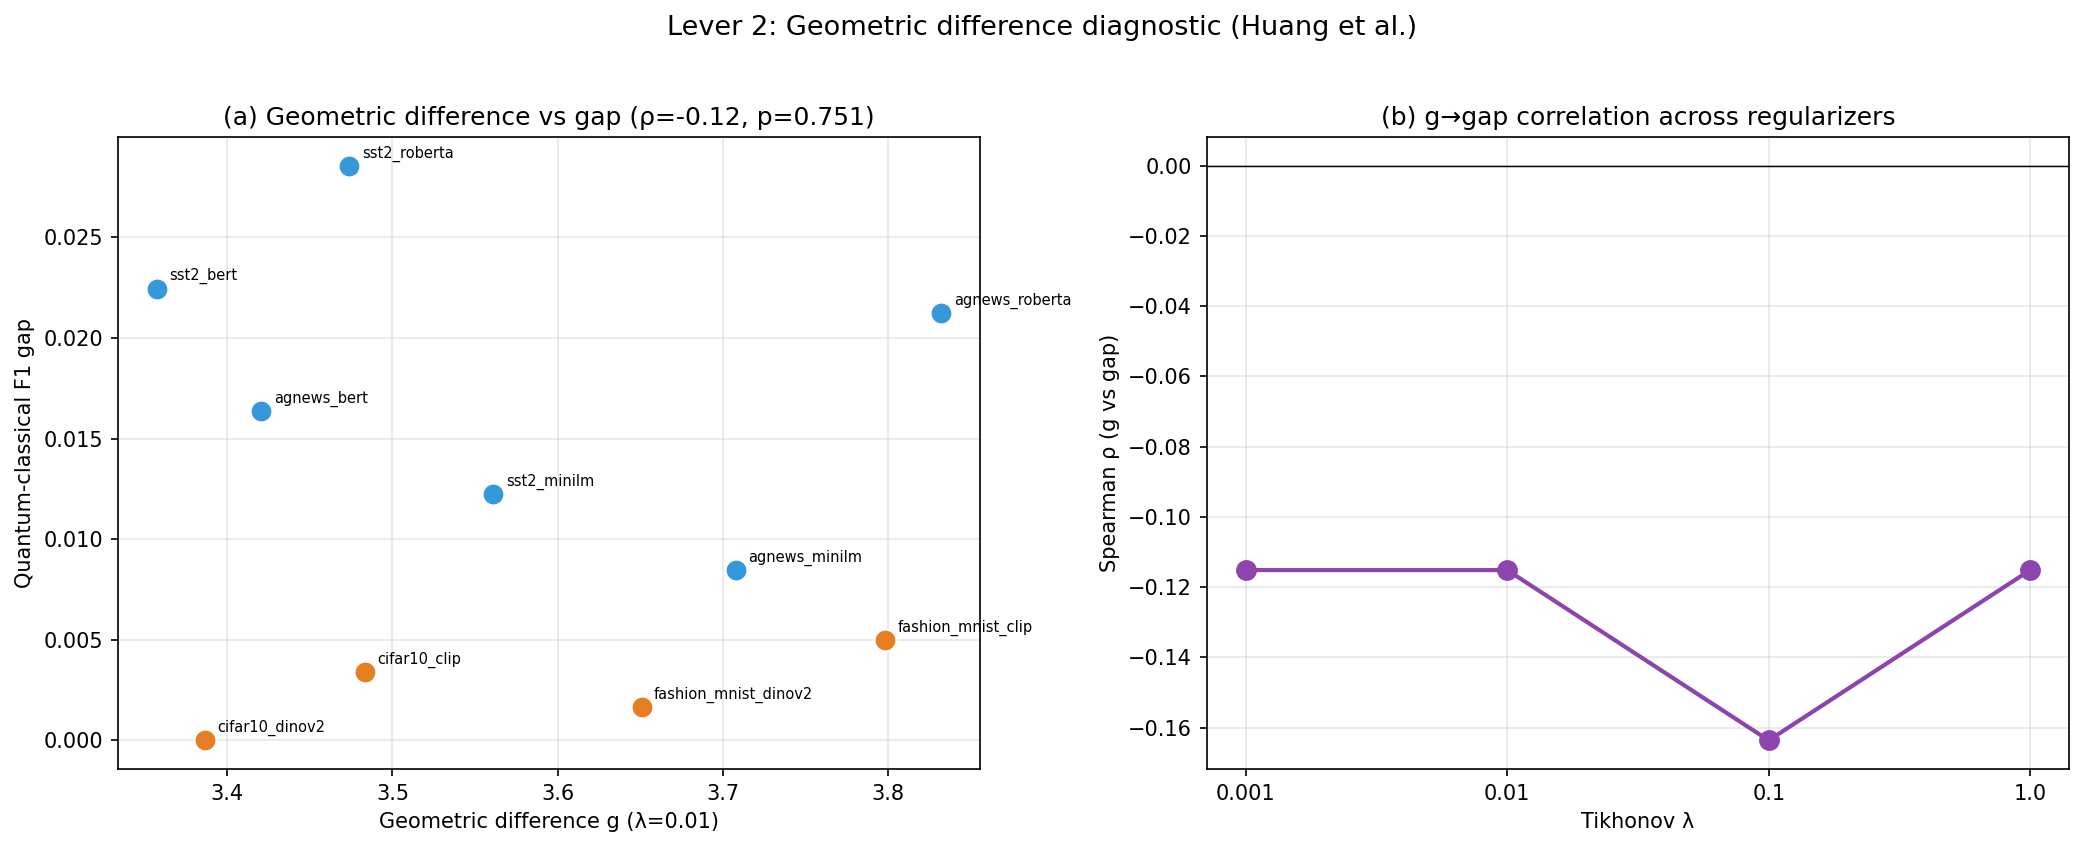 Lever 2: Geometric difference diagnostic (Huang et al.)
(a) Geometric difference vs gap (ρ=-0.12, p=0.751)
Quantum-classical F1 gap
0.025
0.020
0.015
0.010
0.005
0.000
sst2_roberta
sst2_bert
agnews_roberta
agnews_bert
sst2_minilm
agnews_minilm
fashion_mnist_clip
cifar10_clip
fashion_mnist_dinov2
cifar10_dinov2
3.4 3.5 3.6 3.7 3.8
Geometric difference g (λ=0.01)
(b) g→gap correlation across regularizers
Spearman ρ (g vs gap)
0.00
−0.02
−0.04
−0.06
−0.08
−0.10
−0.12
−0.14
−0.16
0.001 0.01 0.1 1.0
Tikhonov λ